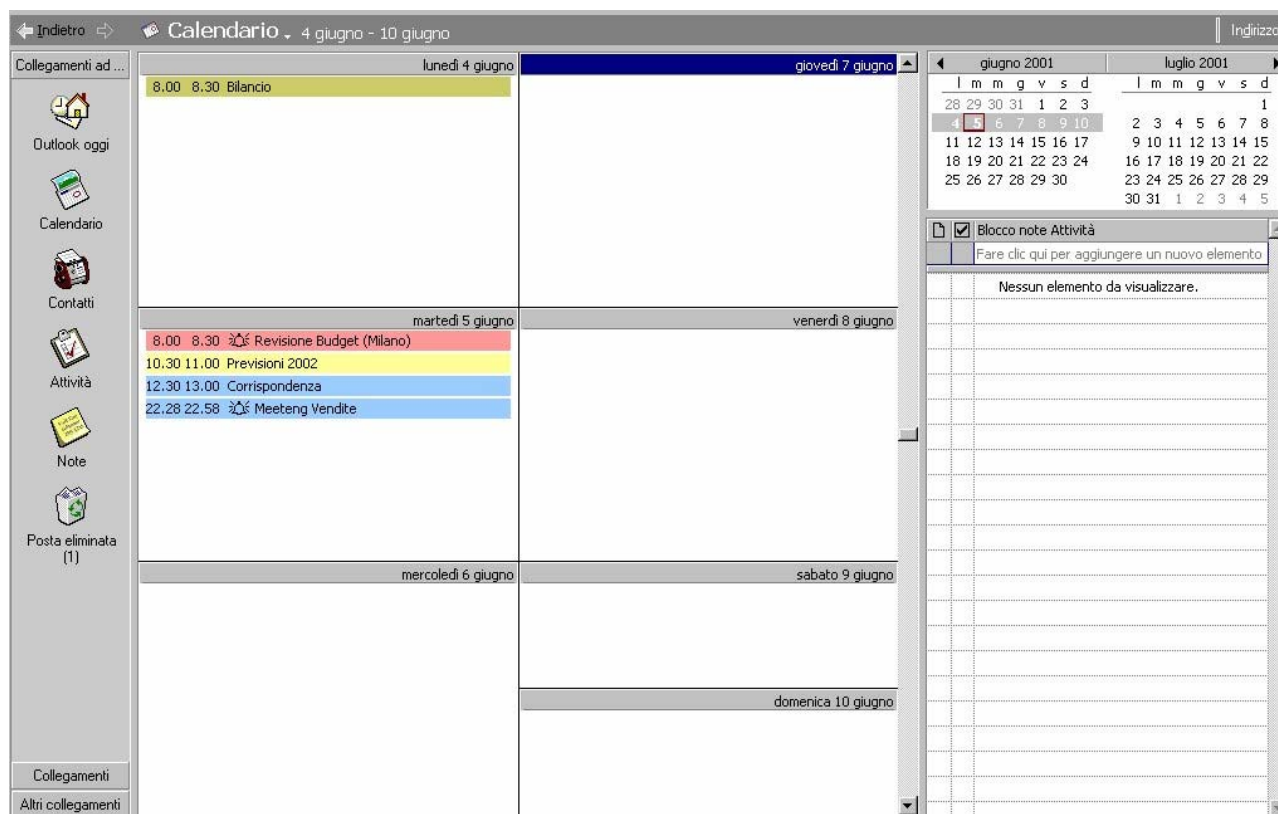 Indietro
Calendario 4 giugno - 10 giugno
Indirizzo
Collegamenti ad ...
Outlook oggi
Calendario
Contatti
Attività
Note
Posta eliminata
(1)
Collegamenti
Altri collegamenti
lunedì 4 giugno
8.00 8.30 Bilancio
martedì 5 giugno
8.00 8.30 Revisione Budget (Milano)
10.30 11.00 Previsioni 2002
12.30 13.00 Corrispondenza
22.28 22.58 Meeteng Vendite
mercoledì 6 giugno
giovedì 7 giugno
venerdì 8 giugno
sabato 9 giugno
domenica 10 giugno
giugno 2001
l m m g v s d
28 29 30 31 1 2 3
4 5 6 7 8 9 10
11 12 13 14 15 16 17
18 19 20 21 22 23 24
25 26 27 28 29 30
luglio 2001
l m m g v s d
1
2 3 4 5 6 7 8
9 10 11 12 13 14 15
16 17 18 19 20 21 22
23 24 25 26 27 28 29
30 31 1 2 3 4 5
Blocco note Attività
Fare clic qui per aggiungere un nuovo elemento
Nessun elemento da visualizzare.